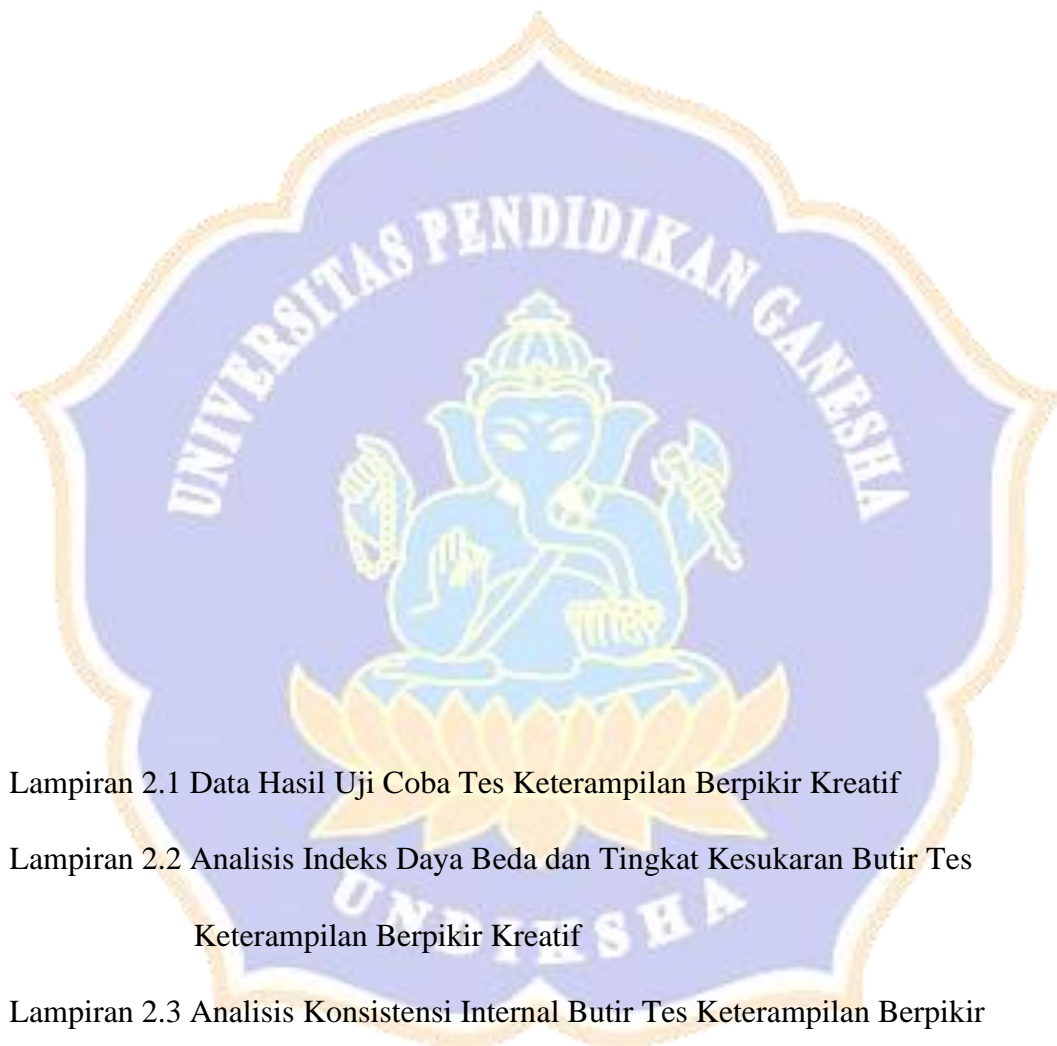 UNIVERSITAS PENDIDIKAN GANESHA
Lampiran 2.1 Data Hasil Uji Coba Tes Keterampilan Berpikir Kreatif
Lampiran 2.2 Analisis Indeks Daya Beda dan Tingkat Kesukaran Butir Tes
Keterampilan Berpikir Kreatif
UNDIKSHA
Lampiran 2.3 Analisis Konsistensi Internal Butir Tes Keterampilan Berpikir